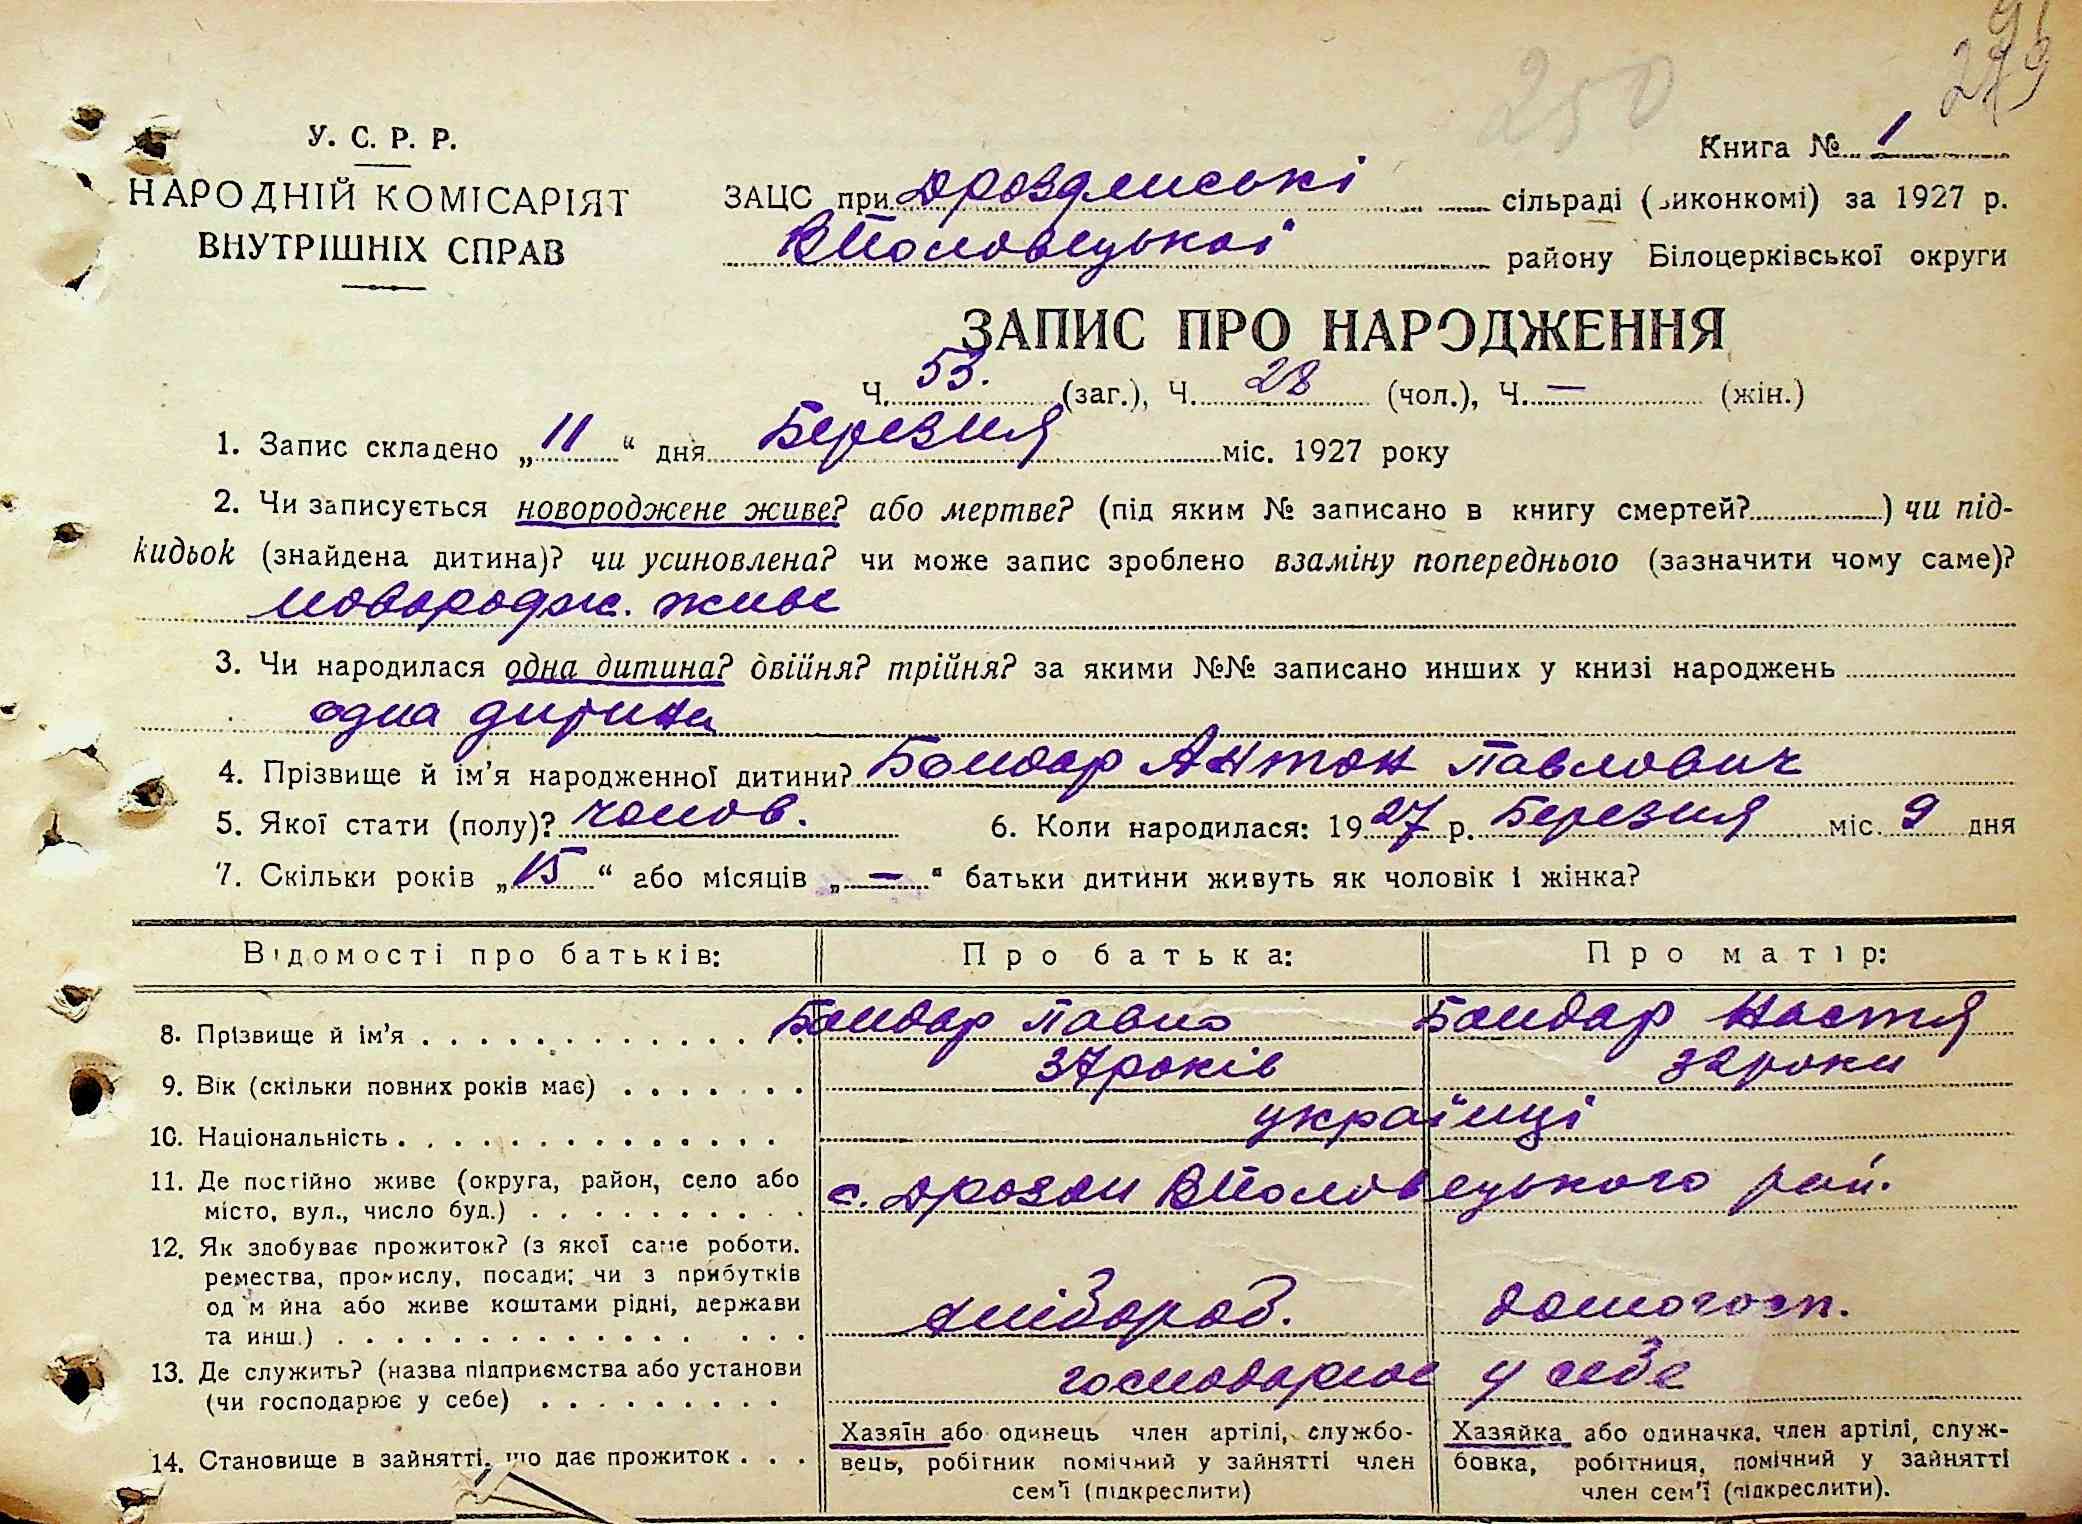 250
279
У. С. Р. Р.
НАРОДНІЙ КОМІСАРІЯТ
ВНУТРІШНІХ СПРАВ
Книга № 1
ЗАЦС при Дроздянські сільраді (виконкомі) за 1927 р.
ВПоловецькоі району Білоцерківської округи
ЗАПИС ПРО НАРОДЖЕННЯ
Ч. 53. (заг.), Ч. 28 (чол.), Ч. — (жін.)
1. Запис складено „ 11 “ дня Березня міс. 1927 року
2. Чи записується новороджене живе? або мертве? (під яким № записано в книгу смертей? ) чи під-
кидьок (знайдена дитина)? чи усиновлена? чи може запис зроблено взаміну попереднього (зазначити чому саме)?
новородж. живе
3. Чи народилася одна дитина? двійня? трійня? за якими №№ записано инших у книзі народжень
одна дитина
4. Прізвище й ім’я народженної дитини? Бондар Антон Павлович
5. Якої стати (полу)? чолов. 6. Коли народилася: 1927 р. Березня міс. 9 дня
7. Скільки років „ 15 “ або місяців „ — “ батьки дитини живуть як чоловік і жінка?
Відомості про батьків: Про батька: Про матір:
8. Прізвище й ім’я Бондар Павло Бондар Настя
9. Вік (скільки повних років має) 37 років 32 роки
10. Національність українці
11. Де постійно живе (округа, район, село або
місто, вул., число буд.) с. Дрозди ВПоловецького рай.
12. Як здобуває прожиток? (з якої саме роботи,
ремества, промислу, посади; чи з прибутків
од м йна або живе коштами рідні, держави
та инш.) хлібороб. домогосп.
13. Де служить? (назва підприємства або установи
(чи господарює у себе) господарює у себе
14. Становище в зайнятті, що дає прожиток
Хазяїн або одинець член артілі, службо-
вець, робітник помічний у зайнятті член
сем’ї (підкреслити)
Хазяйка або одиначка, член артілі, служ-
бовка, робітниця, помічний у зайнятті
член сем’ї (підкреслити).